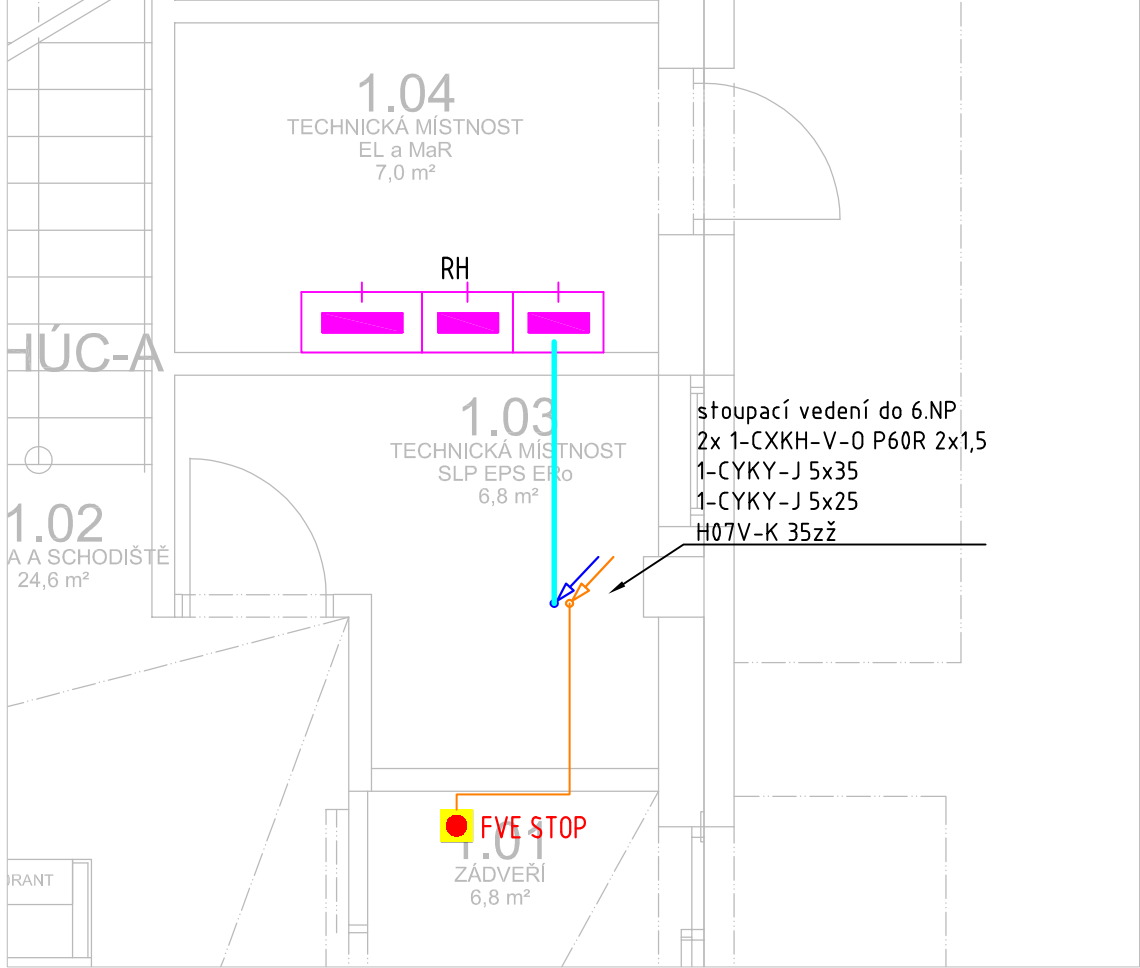 1.04
TECHNICKÁ MÍSTNOST
EL a MaR
7,0 m²
RH
HÚC-A
1.03
TECHNICKÁ MÍSTNOST
SLP EPS ERo
6,8 m²
stoupací vedení do 6.NP
2x 1-CXKH-V-O P60R 2x1,5
1-CYKY-J 5x35
1-CYKY-J 5x25
H07V-K 35zž
1.02
A A SCHODIŠTĚ
24,6 m²
FVE STOP
1.01
ZÁDVEŘÍ
6,8 m²
DRANT